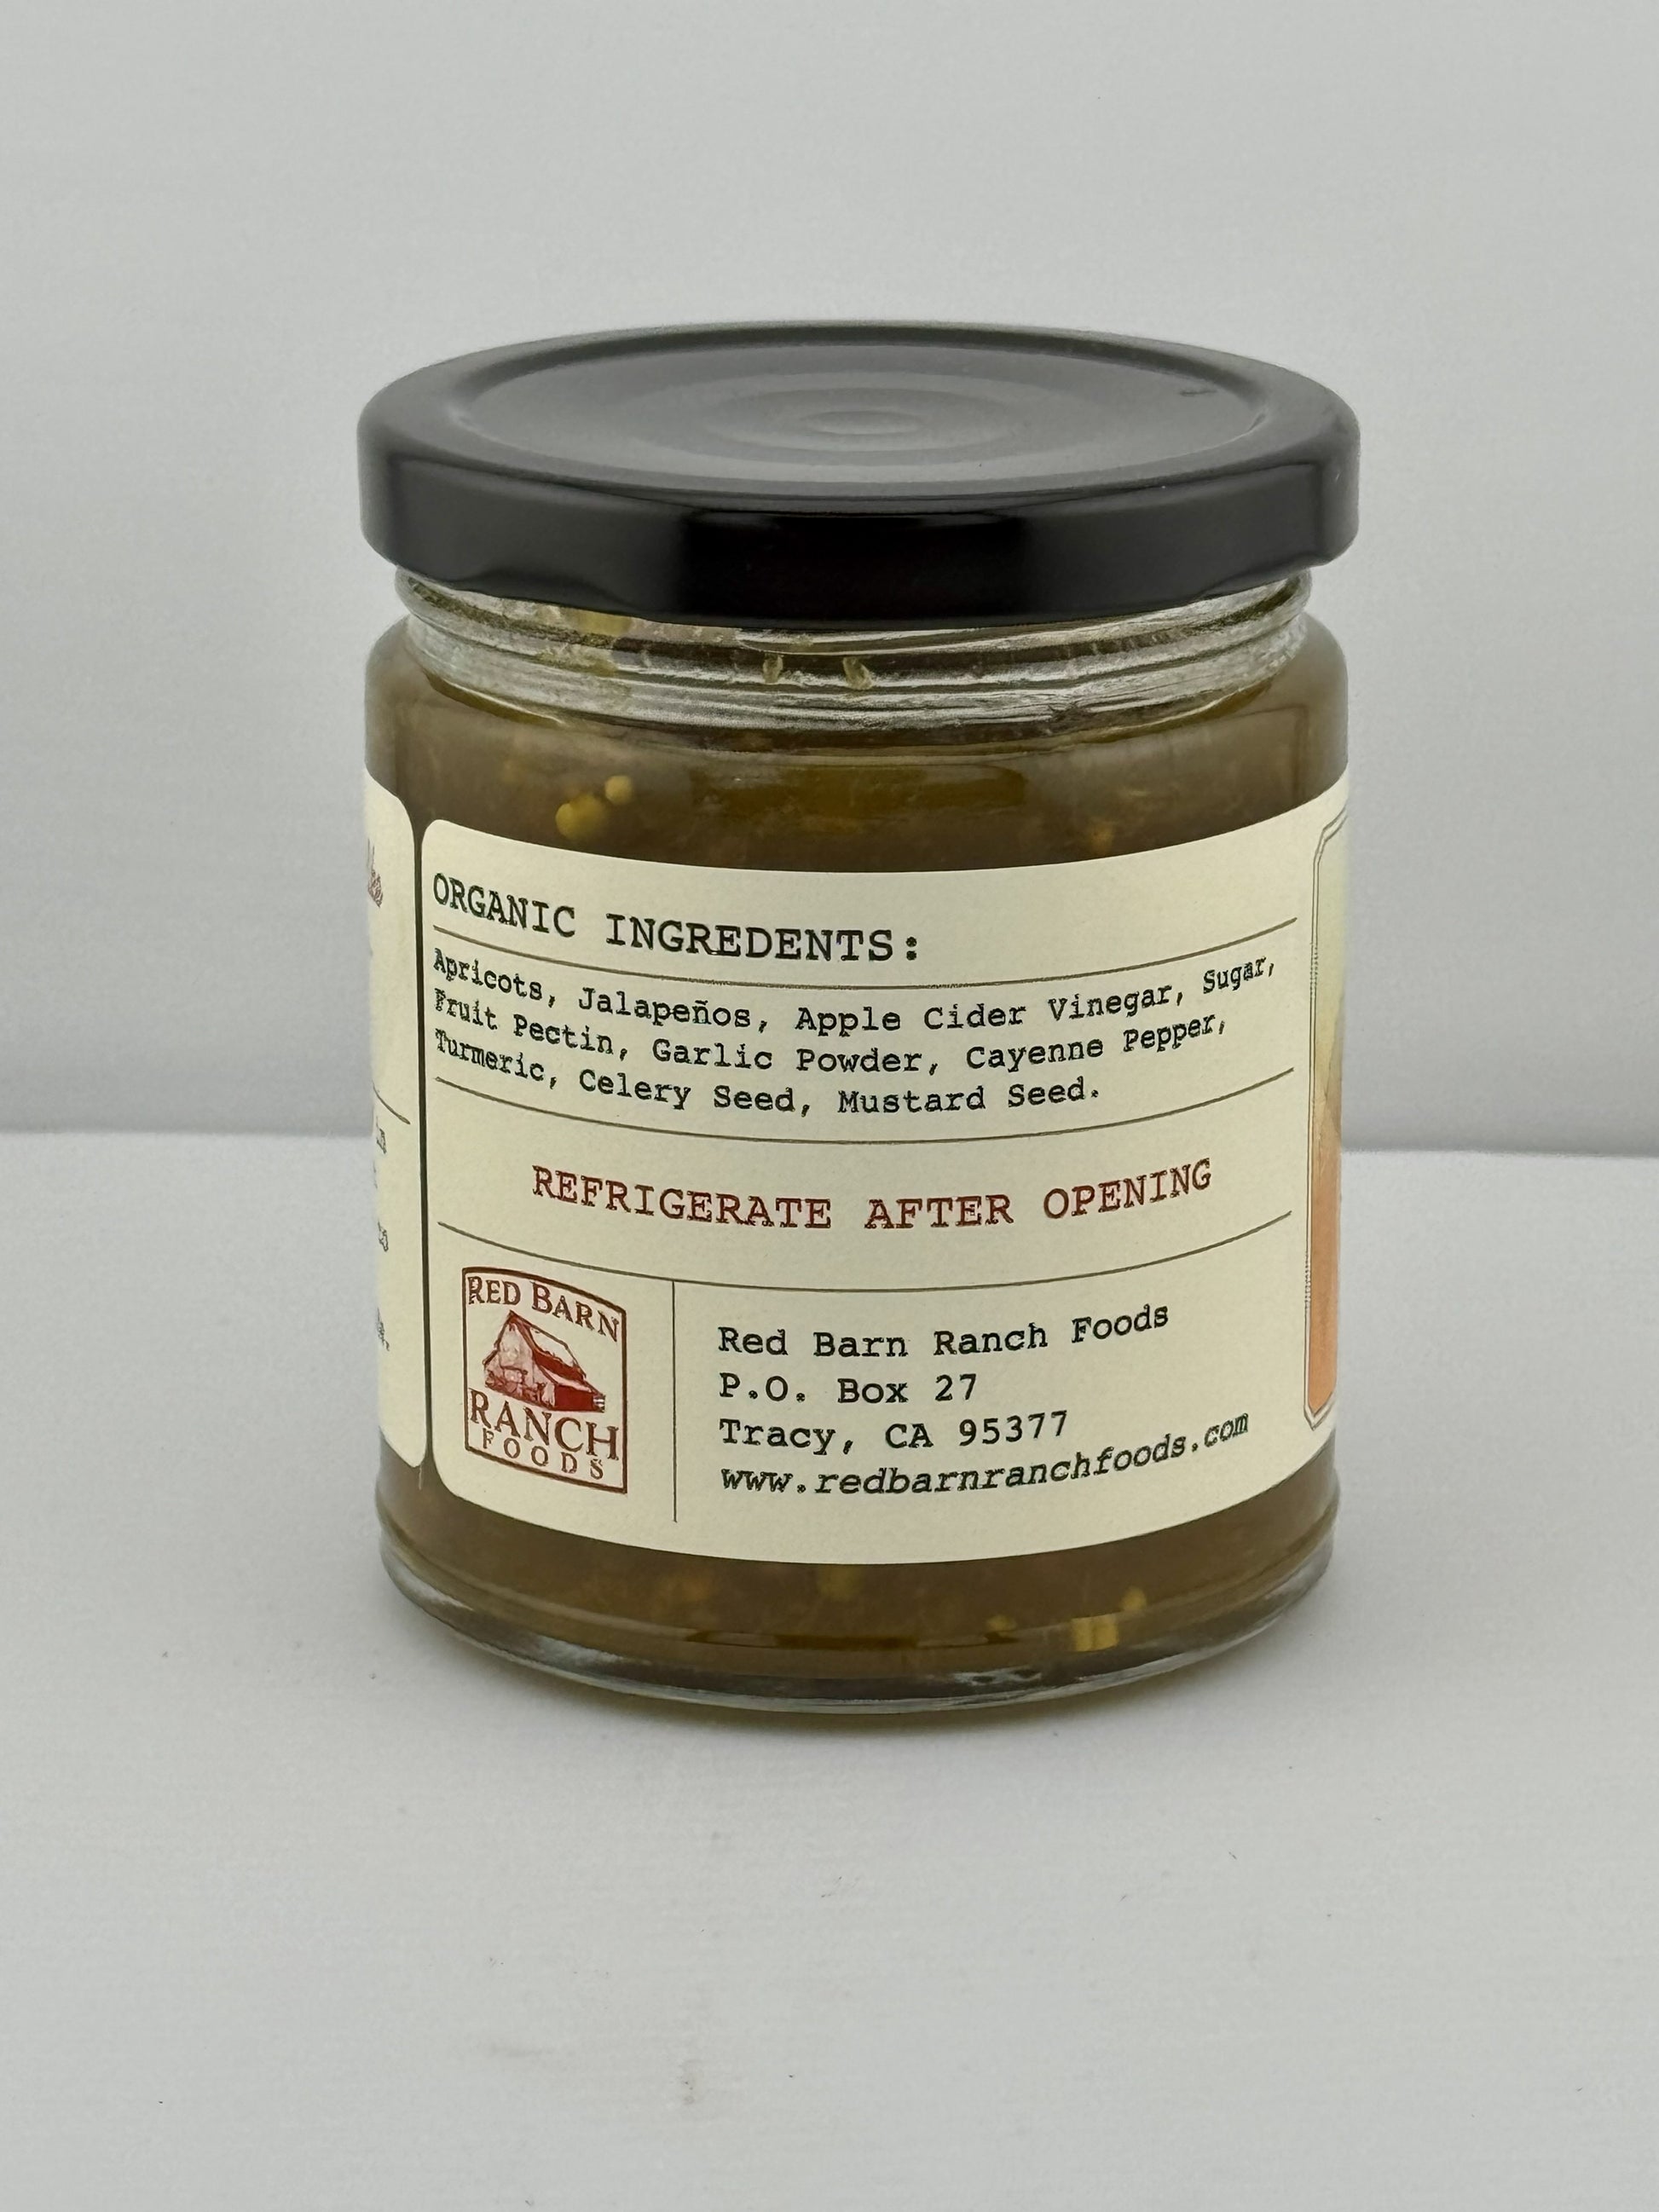 ORGANIC INGREDENTS:
Apricots, Jalapeños, Apple Cider Vinegar, Sugar,
Fruit Pectin, Garlic Powder, Cayenne Pepper,
Turmeric, Celery Seed, Mustard Seed.
REFRIGERATE AFTER OPENING
RED BARN
RANCH
FOODS
Red Barn Ranch Foods
P.O. Box 27
Tracy, CA 95377
www.redbarnranchfoods.com